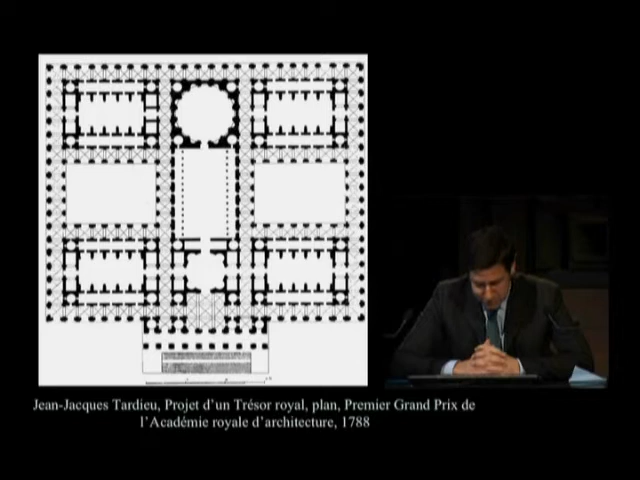 Jean-Jacques Tardieu, Projet d'un Trésor royal, plan, Premier Grand Prix de
l'Académie royale d'architecture, 1788